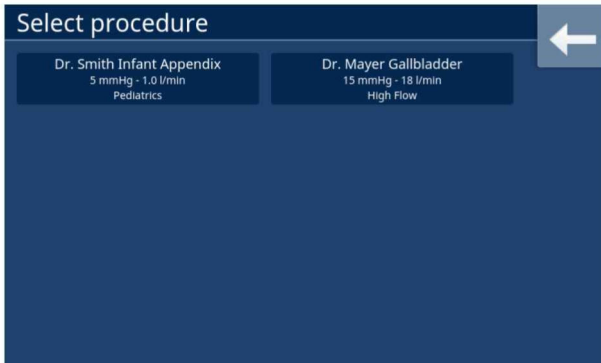 Select procedure
Dr. Smith Infant Appendix
5 mmHg - 1.0 l/min
Pediatrics
Dr. Mayer Gallbladder
15 mmHg - 18 l/min
High Flow